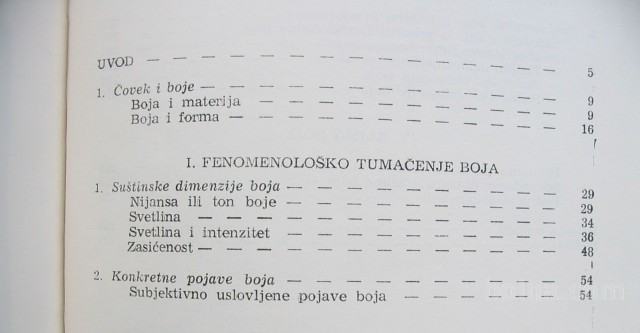 UVOD — — — — — — — — — — — — 5
1. Čovek i boje — — — — — — — — — — 9
Boja i materija — — — — — — — — — 9
Boja i forma — — — — — — — — — — 16
I. FENOMENOLOŠKO TUMAČENJE BOJA
1. Suštinske dimenzije boja — — — — — — — — 29
Nijansa ili ton boje — — — — — — — — 29
Svetlina — — — — — — — — — — 34
Svetlina i intenzitet — — — — — — — — 36
Zasićenost — — — — — — — — — — 48
2. Konkretne pojave boja — — — — — — — — 54
Subjektivno uslovljene pojave boja — — — — — 54